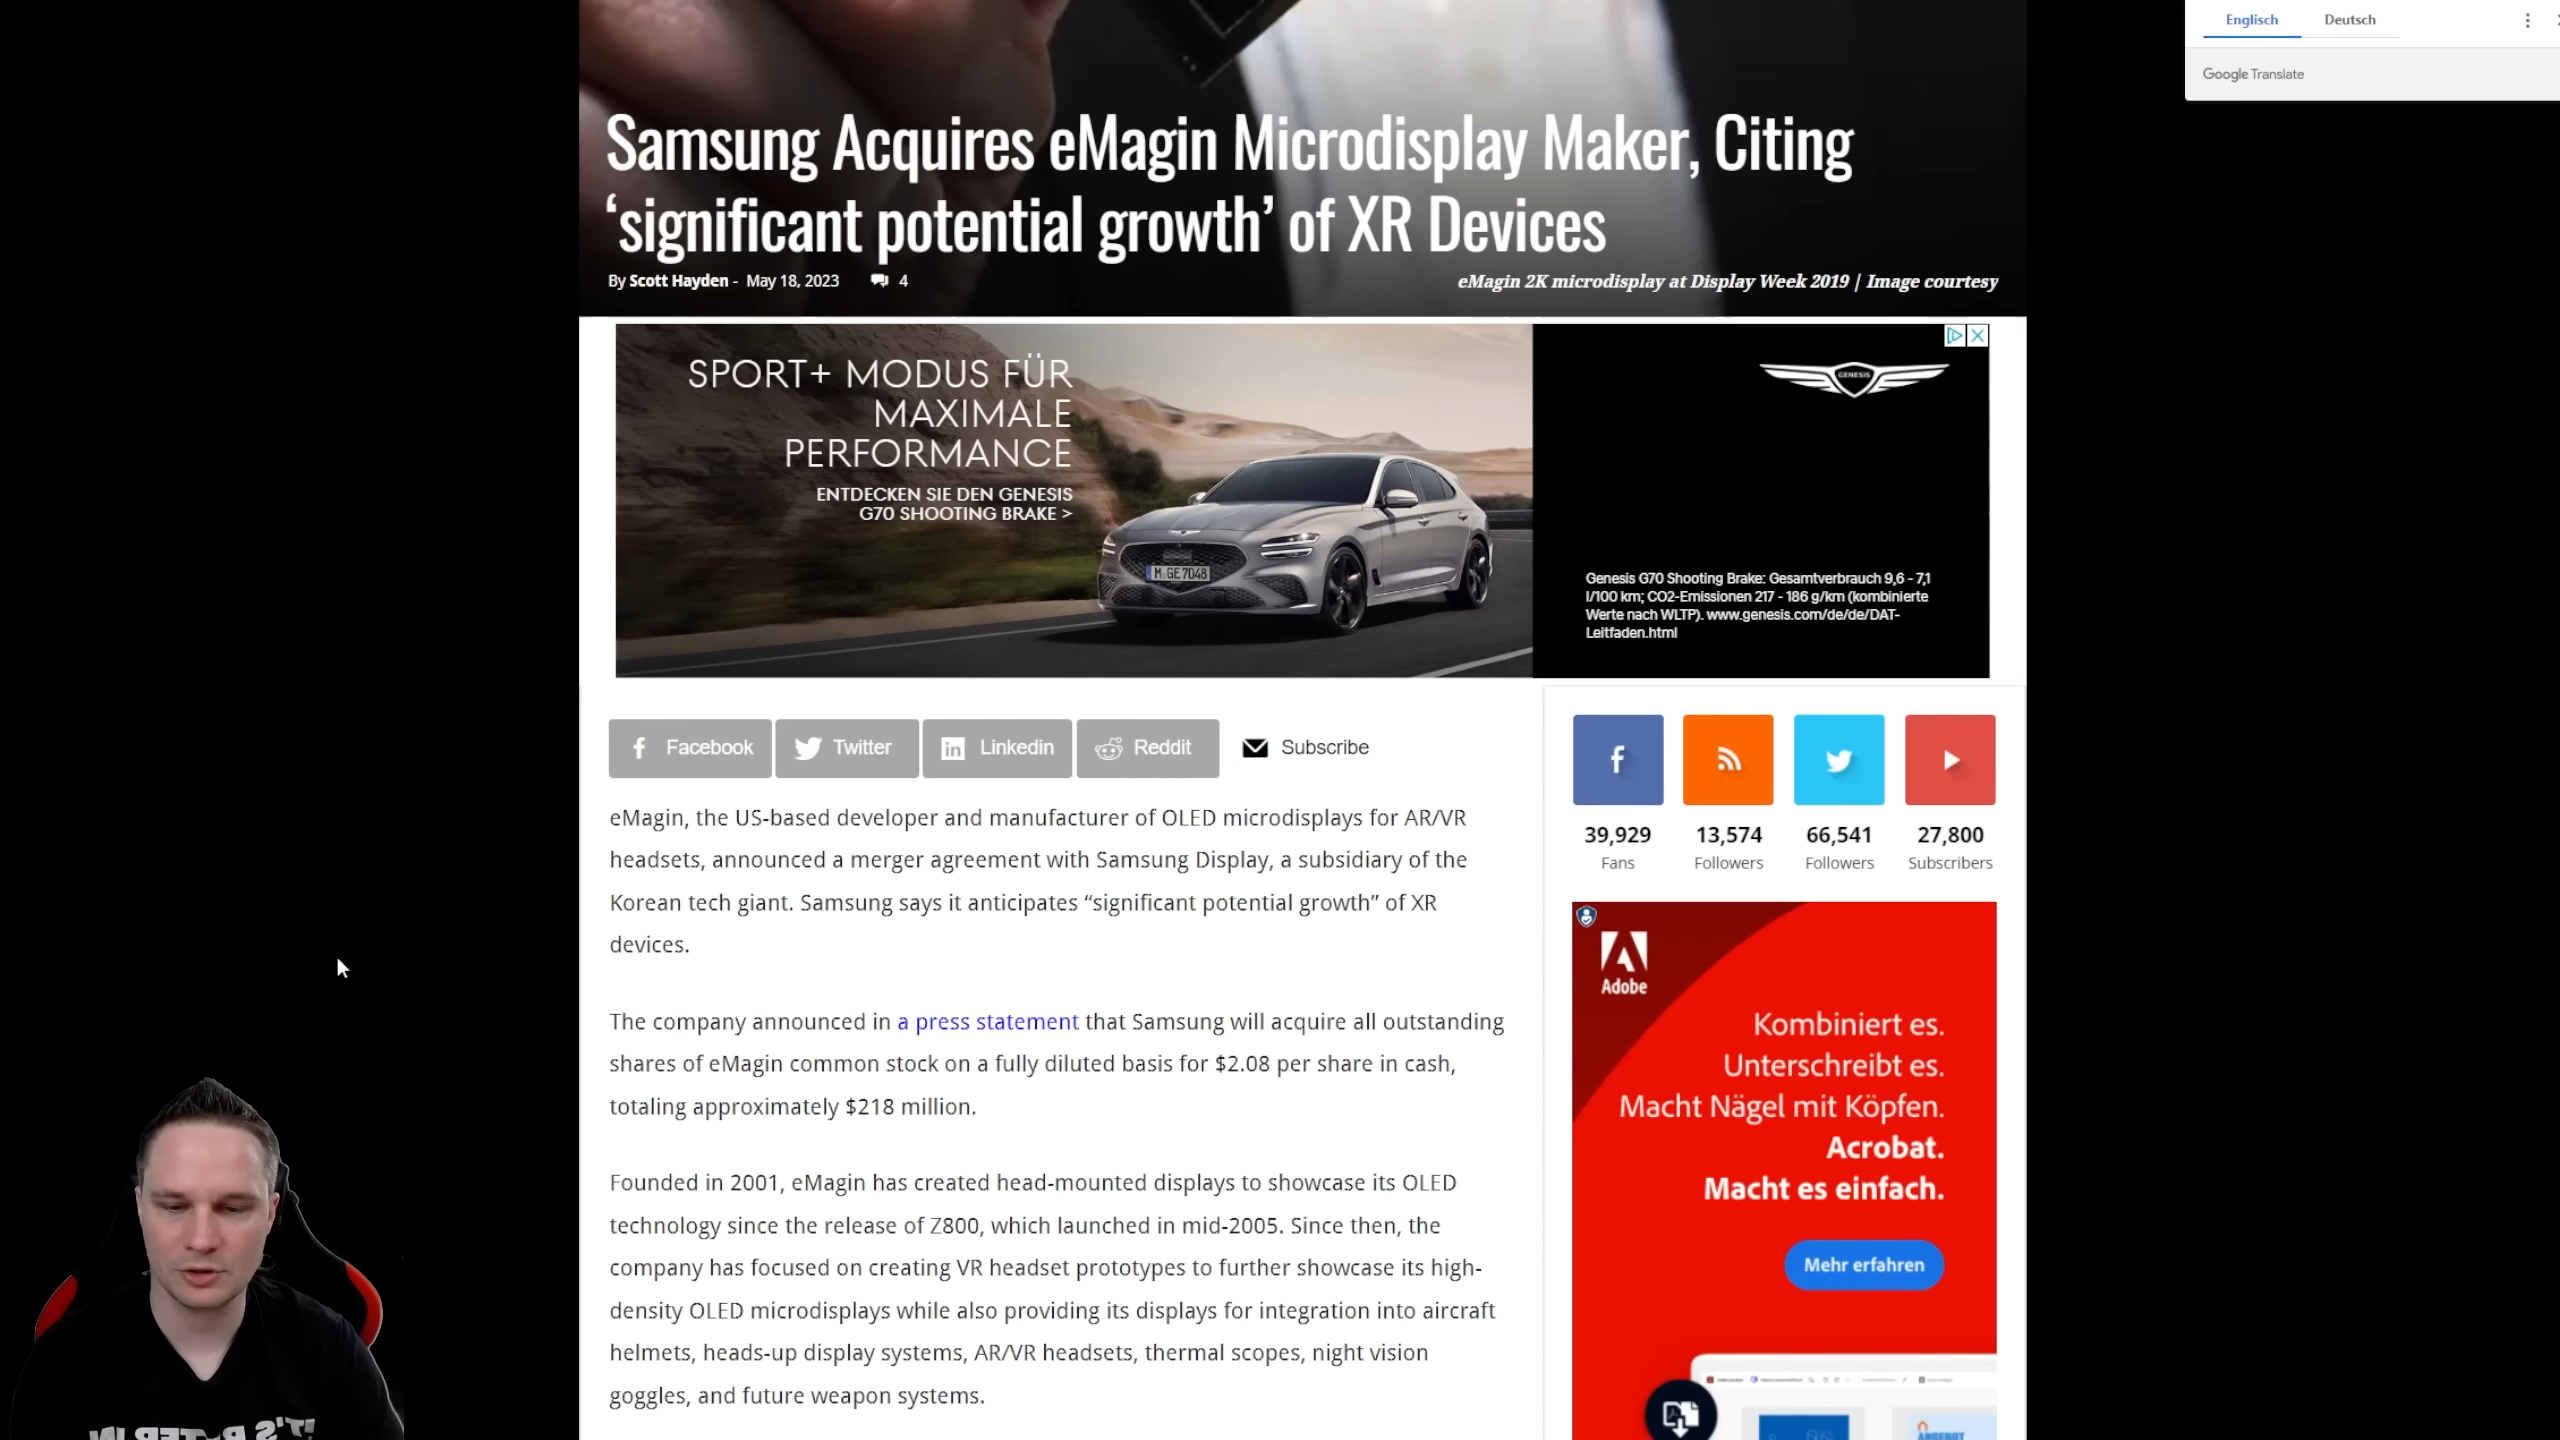 Englisch Deutsch
Google Translate
Samsung Acquires eMagin Microdisplay Maker, Citing
‘significant potential growth’ of XR Devices
By Scott Hayden - May 18, 2023 4
eMagin 2K microdisplay at Display Week 2019 | Image courtesy
SPORT+ MODUS FÜR
MAXIMALE
PERFORMANCE
ENTDECKEN SIE DEN GENESIS
G70 SHOOTING BRAKE >
M GE 7048
GENESIS
Genesis G70 Shooting Brake: Gesamtverbrauch 9,6 - 7,1
l/100 km; CO2-Emissionen 217 - 186 g/km (kombinierte
Werte nach WLTP). www.genesis.com/de/de/DAT-
Leitfaden.html
Facebook Twitter Linkedin Reddit Subscribe
eMagin, the US-based developer and manufacturer of OLED microdisplays for AR/VR
headsets, announced a merger agreement with Samsung Display, a subsidiary of the
Korean tech giant. Samsung says it anticipates “significant potential growth” of XR
devices.
The company announced in a press statement that Samsung will acquire all outstanding
shares of eMagin common stock on a fully diluted basis for $2.08 per share in cash,
totaling approximately $218 million.
Founded in 2001, eMagin has created head-mounted displays to showcase its OLED
technology since the release of Z800, which launched in mid-2005. Since then, the
company has focused on creating VR headset prototypes to further showcase its high-
density OLED microdisplays while also providing its displays for integration into aircraft
helmets, heads-up display systems, AR/VR headsets, thermal scopes, night vision
goggles, and future weapon systems.
39,929 13,574 66,541 27,800
Fans Followers Followers Subscribers
Adobe
Kombiniert es.
Unterschreibt es.
Macht Nägel mit Köpfen.
Acrobat.
Macht es einfach.
Mehr erfahren
ANGEBOT
IT'S
IN